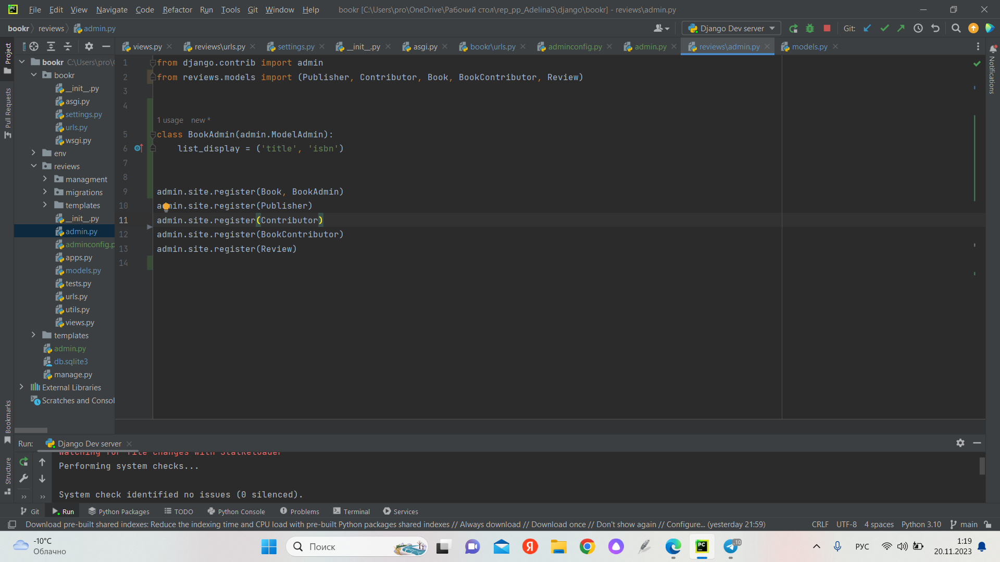 File Edit View Navigate Code Refactor Run Tools Git Window Help bookr [C:\Users\pro\OneDrive\Рабочий стол\rep_pp_AdelinaS\django\bookr] - reviews\admin.py
bookr reviews admin.py Django Dev server Git:
views.py reviews\urls.py settings.py __init__.py asgi.py bookr\urls.py adminconfig.py admin.py reviews\admin.py models.py
Project
Pull Requests
Bookmarks
Structure
Notifications
bookr C:\Users\pro\
bookr
__init__.py
asgi.py
settings.py
urls.py
wsgi.py
env
reviews
managment
migrations
templates
__init__.py
admin.py
adminconfig.p
apps.py
models.py
tests.py
urls.py
utils.py
views.py
templates
admin.py
db.sqlite3
manage.py
External Libraries
Scratches and Consol
1 from django.contrib import admin
2 from reviews.models import (Publisher, Contributor, Book, BookContributor, Review)
3
4
1 usage new *
5 class BookAdmin(admin.ModelAdmin):
6 list_display = ('title', 'isbn')
7
8
9 admin.site.register(Book, BookAdmin)
10 admin.site.register(Publisher)
11 admin.site.register(Contributor)
12 admin.site.register(BookContributor)
13 admin.site.register(Review)
14
Run: Django Dev server
Watching for file changes with StatReloader
Performing system checks...
System check identified no issues (0 silenced).
Git Run Python Packages TODO Python Console Problems Terminal Services
Download pre-built shared indexes: Reduce the indexing time and CPU load with pre-built Python packages shared indexes // Always download // Download once // Don't show again // Configure... (yesterday 21:59) CRLF UTF-8 4 spaces Python 3.10 main
-10°C
Облачно
Поиск
РУС
1:19
20.11.2023